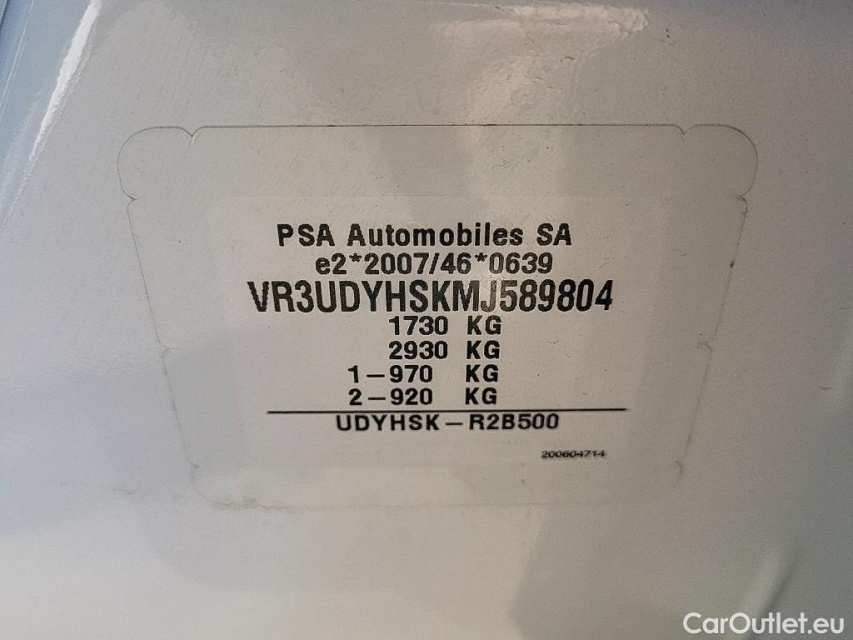 PSA Automobiles SA
e2*2007/46*0639
VR3UDYHSKMJ589804
1730 KG
2930 KG
1-970 KG
2-920 KG
UDYHSK-R2B500
200604714
CarOutlet.eu